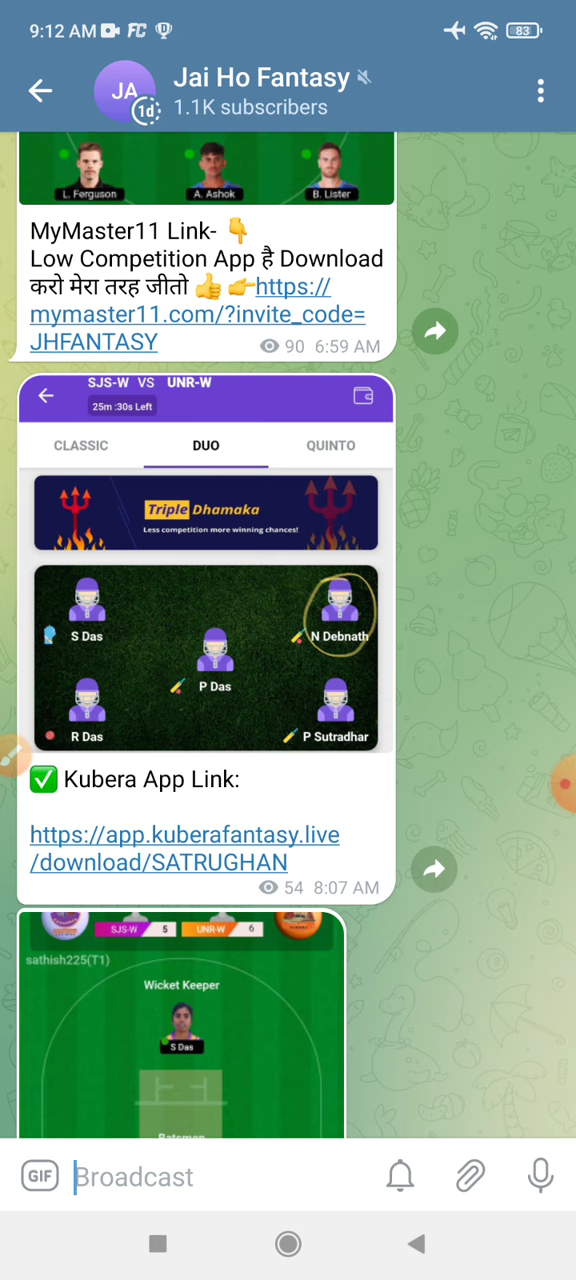 9:12 AM FC 83
JA
Jai Ho Fantasy
1d
1.1K subscribers
L. Ferguson A. Ashok B. Lister
MyMaster11 Link- 👇
Low Competition App है Download
करो मेरा तरह जीतो 👍 👉https://
mymaster11.com/?invite_code=
JHFANTASY
90 6:59 AM
SJS-W VS UNR-W
25m :30s Left
CLASSIC DUO QUINTO
Triple Dhamaka
Less competition more winning chances!
S Das N Debnath
P Das
R Das P Sutradhar
✅ Kubera App Link:
https://app.kuberafantasy.live
/download/SATRUGHAN
54 8:07 AM
SJS-W 5 UNR-W 6
sathish225(T1)
Wicket Keeper
S Das
Batsmen
GIF Broadcast